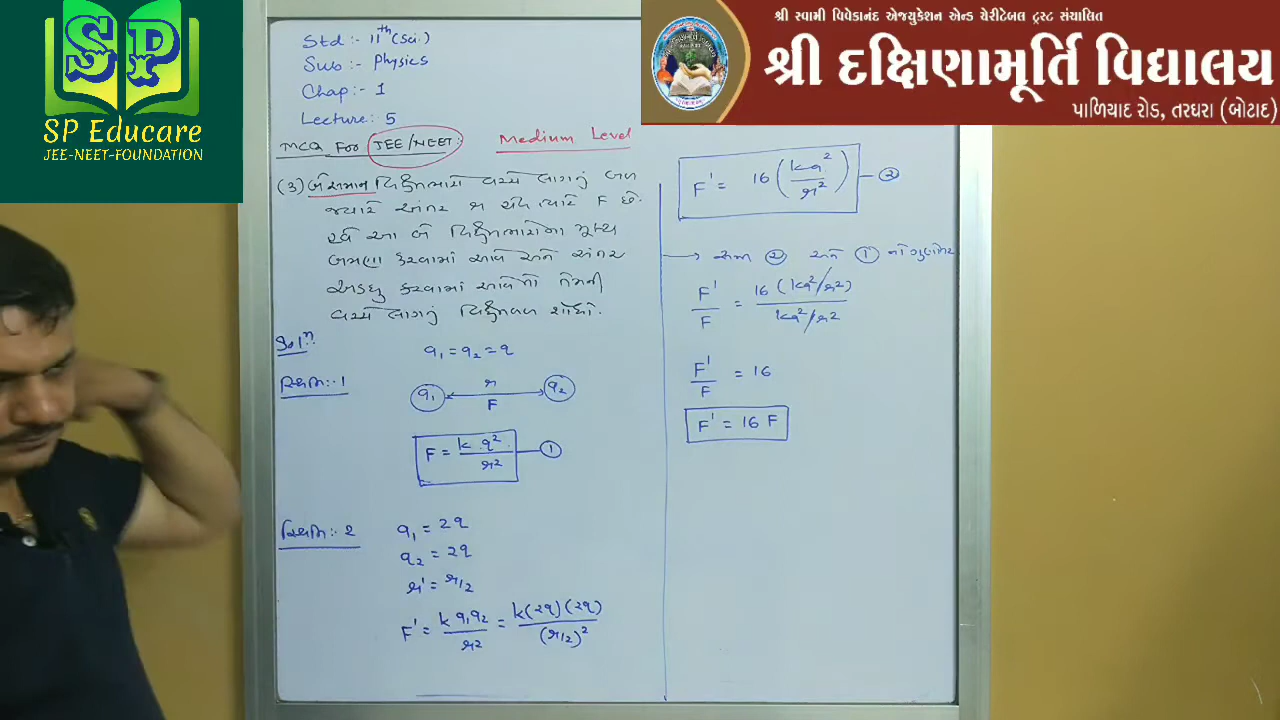 SP
SP Educare
JEE-NEET-FOUNDATION
શ્રી સ્વામી વિવેકાનંદ એજ્યુકેશન એન્ડ ચેરીટેબલ ટ્રસ્ટ સંચાલિત
શ્રી દક્ષિણામૂર્તિ વિદ્યાલય
પાળિયાદ રોડ, તરઘરા (બોટાદ)
Std :- 11th (Sci.)
Sub :- Physics
Chap :- 1
Lecture: 5
MCQ For JEE/NEET: Medium Level
(3) બે સમાન વિદ્યુતભારો વચ્ચે લાગતું બળ
જ્યારે અંતર r હોય ત્યારે F છે.
હવે આ બે વિદ્યુતભારોના મૂલ્ય
બમણા કરવામાં આવે અને અંતર
અડધુ કરવામાં આવે તો તેમની
વચ્ચે લાગતું વિદ્યુતબળ શોધો.
Solⁿ
q₁ = q₂ = q
સ્થિતિ:-1
q₁ r q₂
F
F = k q²/r² — ①
સ્થિતિ:- 2
q₁ = 2q
q₂ = 2q
r' = r/2
F' = k q₁q₂/r² = k(2q)(2q)/(r/2)²
F' = 16 (kq²/r²) — ②
→ સમી ② અને ① નો ગુણોત્તર
F'/F = 16 (kq²/r²)/kq²/r²
F'/F = 16
F' = 16 F